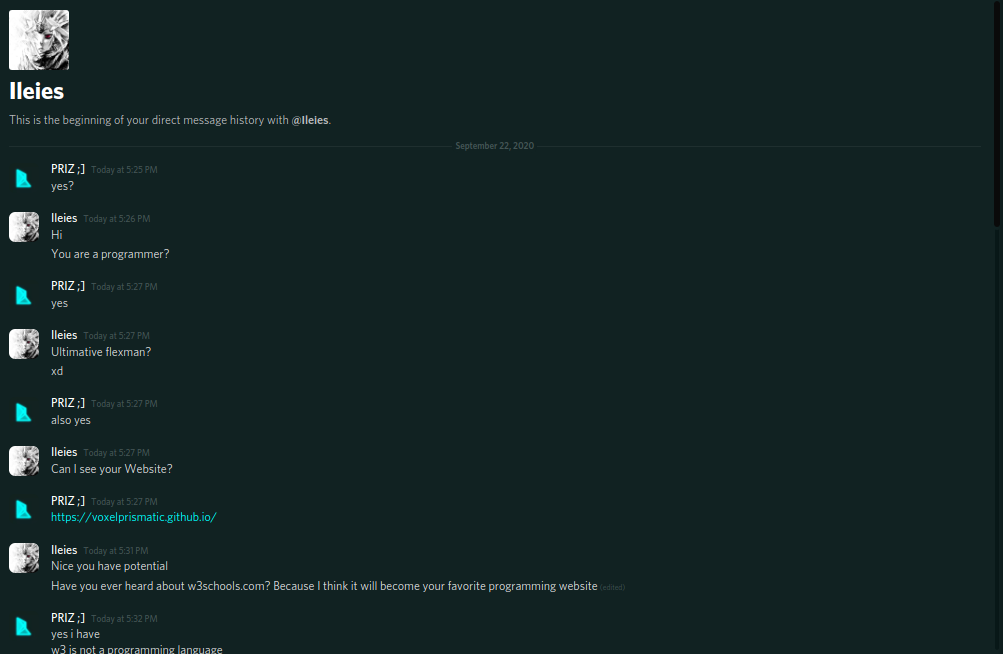 Ileies
This is the beginning of your direct message history with @Ileies.
September 22, 2020
PRIZ ;] Today at 5:25 PM
yes?
Ileies Today at 5:26 PM
Hi
You are a programmer?
PRIZ ;] Today at 5:27 PM
yes
Ileies Today at 5:27 PM
Ultimative flexman?
xd
PRIZ ;] Today at 5:27 PM
also yes
Ileies Today at 5:27 PM
Can I see your Website?
PRIZ ;] Today at 5:27 PM
https://voxelprismatic.github.io/
Ileies Today at 5:31 PM
Nice you have potential
Have you ever heard about w3schools.com? Because I think it will become your favorite programming website (edited)
PRIZ ;] Today at 5:32 PM
yes i have
w3 is not a programming language